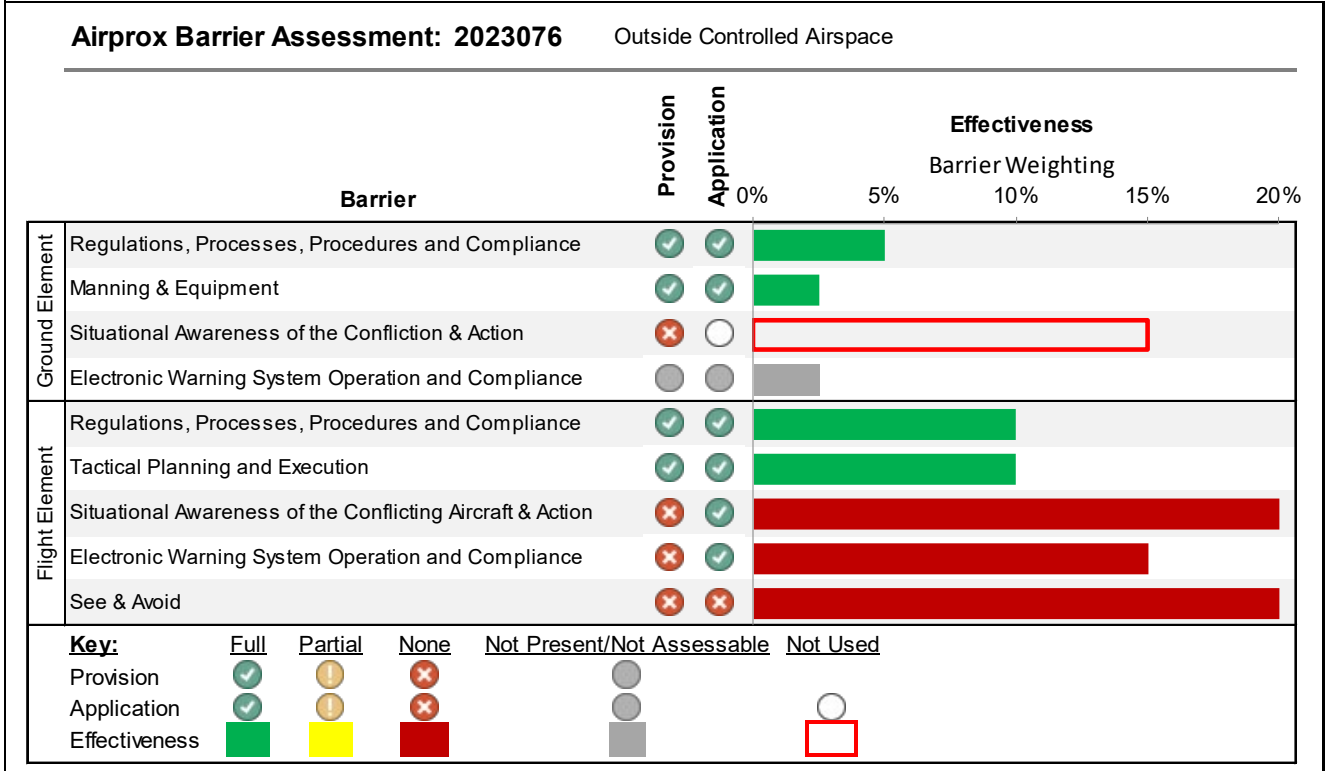 Airprox Barrier Assessment: 2023076 Outside Controlled Airspace
Provision
Application
Effectiveness
Barrier Weighting
Barrier
0% 5% 10% 15% 20%
Ground Element
Regulations, Processes, Procedures and Compliance
Manning & Equipment
Situational Awareness of the Confliction & Action
Electronic Warning System Operation and Compliance
Flight Element
Regulations, Processes, Procedures and Compliance
Tactical Planning and Execution
Situational Awareness of the Conflicting Aircraft & Action
Electronic Warning System Operation and Compliance
See & Avoid
Key: Full Partial None Not Present/Not Assessable Not Used
Provision
Application
Effectiveness